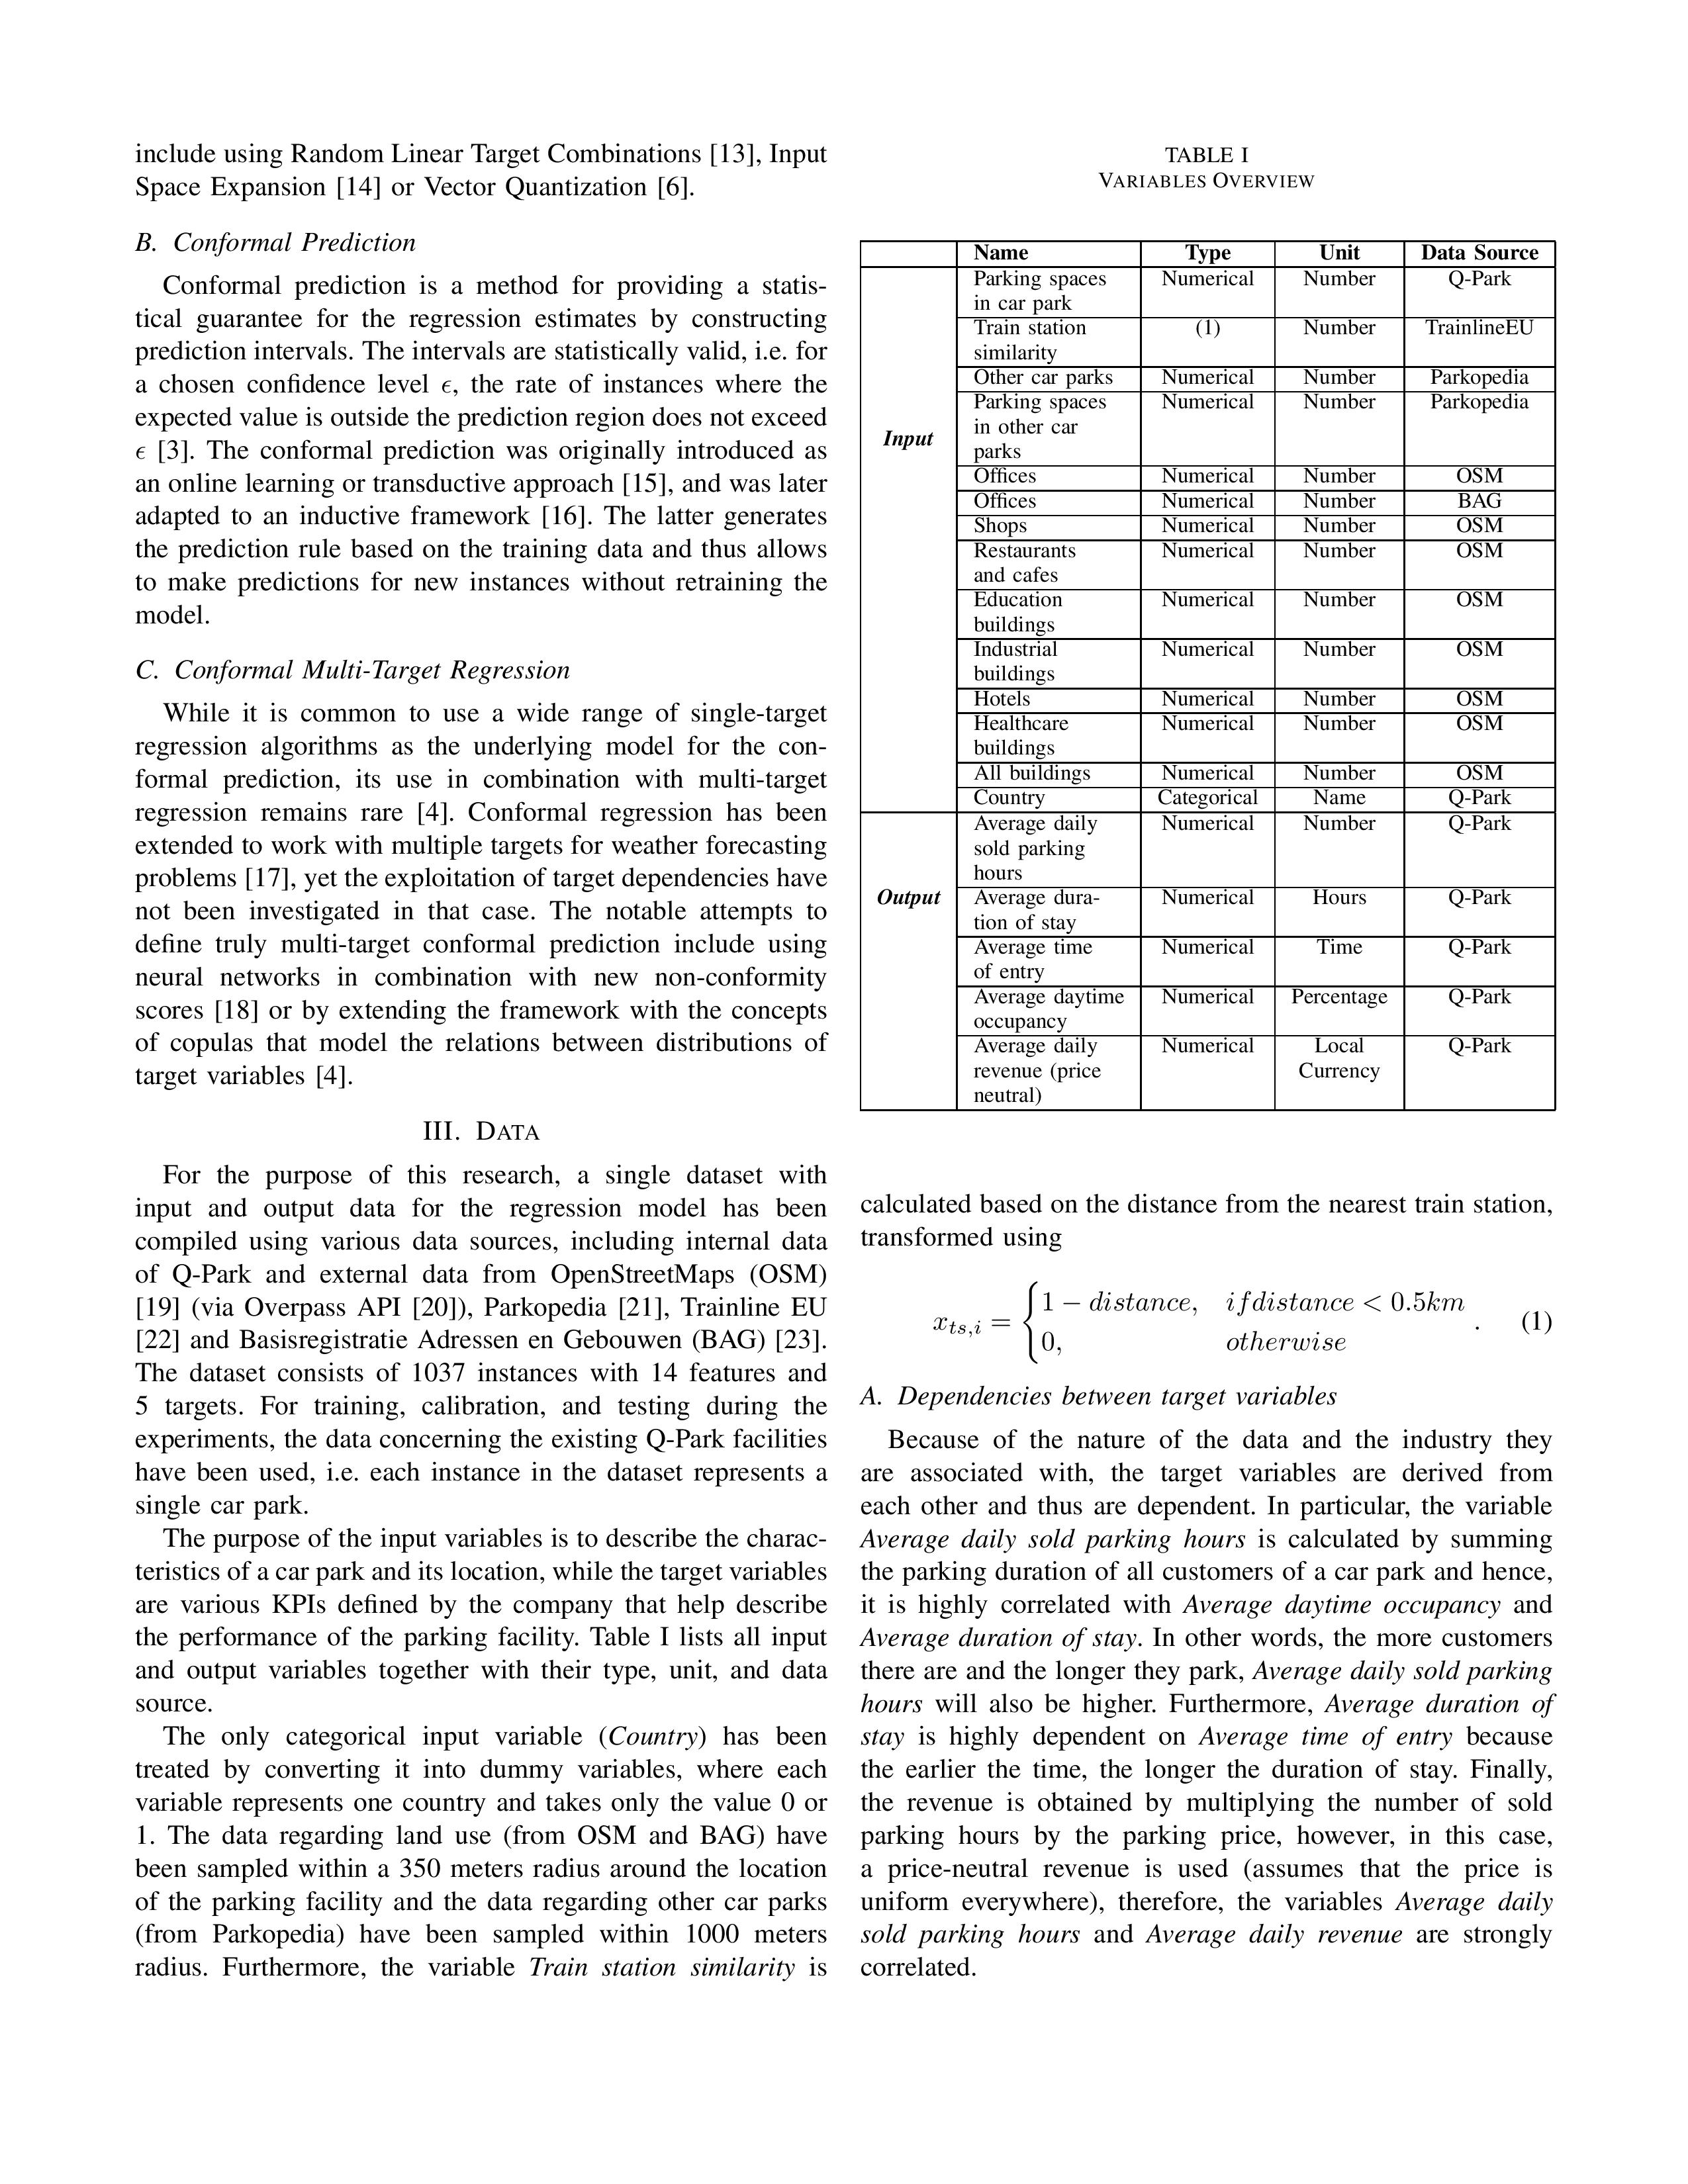 include using Random Linear Target Combinations [13], Input
Space Expansion [14] or Vector Quantization [6].
B. Conformal Prediction
Conformal prediction is a method for providing a statis-
tical guarantee for the regression estimates by constructing
prediction intervals. The intervals are statistically valid, i.e. for
a chosen confidence level ϵ, the rate of instances where the
expected value is outside the prediction region does not exceed
ϵ [3]. The conformal prediction was originally introduced as
an online learning or transductive approach [15], and was later
adapted to an inductive framework [16]. The latter generates
the prediction rule based on the training data and thus allows
to make predictions for new instances without retraining the
model.
C. Conformal Multi-Target Regression
While it is common to use a wide range of single-target
regression algorithms as the underlying model for the con-
formal prediction, its use in combination with multi-target
regression remains rare [4]. Conformal regression has been
extended to work with multiple targets for weather forecasting
problems [17], yet the exploitation of target dependencies have
not been investigated in that case. The notable attempts to
define truly multi-target conformal prediction include using
neural networks in combination with new non-conformity
scores [18] or by extending the framework with the concepts
of copulas that model the relations between distributions of
target variables [4].
III. DATA
For the purpose of this research, a single dataset with
input and output data for the regression model has been
compiled using various data sources, including internal data
of Q-Park and external data from OpenStreetMaps (OSM)
[19] (via Overpass API [20]), Parkopedia [21], Trainline EU
[22] and Basisregistratie Adressen en Gebouwen (BAG) [23].
The dataset consists of 1037 instances with 14 features and
5 targets. For training, calibration, and testing during the
experiments, the data concerning the existing Q-Park facilities
have been used, i.e. each instance in the dataset represents a
single car park.
The purpose of the input variables is to describe the charac-
teristics of a car park and its location, while the target variables
are various KPIs defined by the company that help describe
the performance of the parking facility. Table I lists all input
and output variables together with their type, unit, and data
source.
The only categorical input variable (Country) has been
treated by converting it into dummy variables, where each
variable represents one country and takes only the value 0 or
1. The data regarding land use (from OSM and BAG) have
been sampled within a 350 meters radius around the location
of the parking facility and the data regarding other car parks
(from Parkopedia) have been sampled within 1000 meters
radius. Furthermore, the variable Train station similarity is
TABLE I
VARIABLES OVERVIEW
Name Type Unit Data Source
Input
Parking spaces Numerical Number Q-Park
in car park
Train station (1) Number TrainlineEU
similarity
Other car parks Numerical Number Parkopedia
Parking spaces Numerical Number Parkopedia
in other car
parks
Offices Numerical Number OSM
Offices Numerical Number BAG
Shops Numerical Number OSM
Restaurants Numerical Number OSM
and cafes
Education Numerical Number OSM
buildings
Industrial Numerical Number OSM
buildings
Hotels Numerical Number OSM
Healthcare Numerical Number OSM
buildings
All buildings Numerical Number OSM
Country Categorical Name Q-Park
Output
Average daily Numerical Number Q-Park
sold parking
hours
Average dura- Numerical Hours Q-Park
tion of stay
Average time Numerical Time Q-Park
of entry
Average daytime Numerical Percentage Q-Park
occupancy
Average daily Numerical Local Q-Park
revenue (price Currency
neutral)
calculated based on the distance from the nearest train station,
transformed using
x_{ts,i} = { 1 − distance, ifdistance < 0.5km
0, otherwise . (1)
A. Dependencies between target variables
Because of the nature of the data and the industry they
are associated with, the target variables are derived from
each other and thus are dependent. In particular, the variable
Average daily sold parking hours is calculated by summing
the parking duration of all customers of a car park and hence,
it is highly correlated with Average daytime occupancy and
Average duration of stay. In other words, the more customers
there are and the longer they park, Average daily sold parking
hours will also be higher. Furthermore, Average duration of
stay is highly dependent on Average time of entry because
the earlier the time, the longer the duration of stay. Finally,
the revenue is obtained by multiplying the number of sold
parking hours by the parking price, however, in this case,
a price-neutral revenue is used (assumes that the price is
uniform everywhere), therefore, the variables Average daily
sold parking hours and Average daily revenue are strongly
correlated.